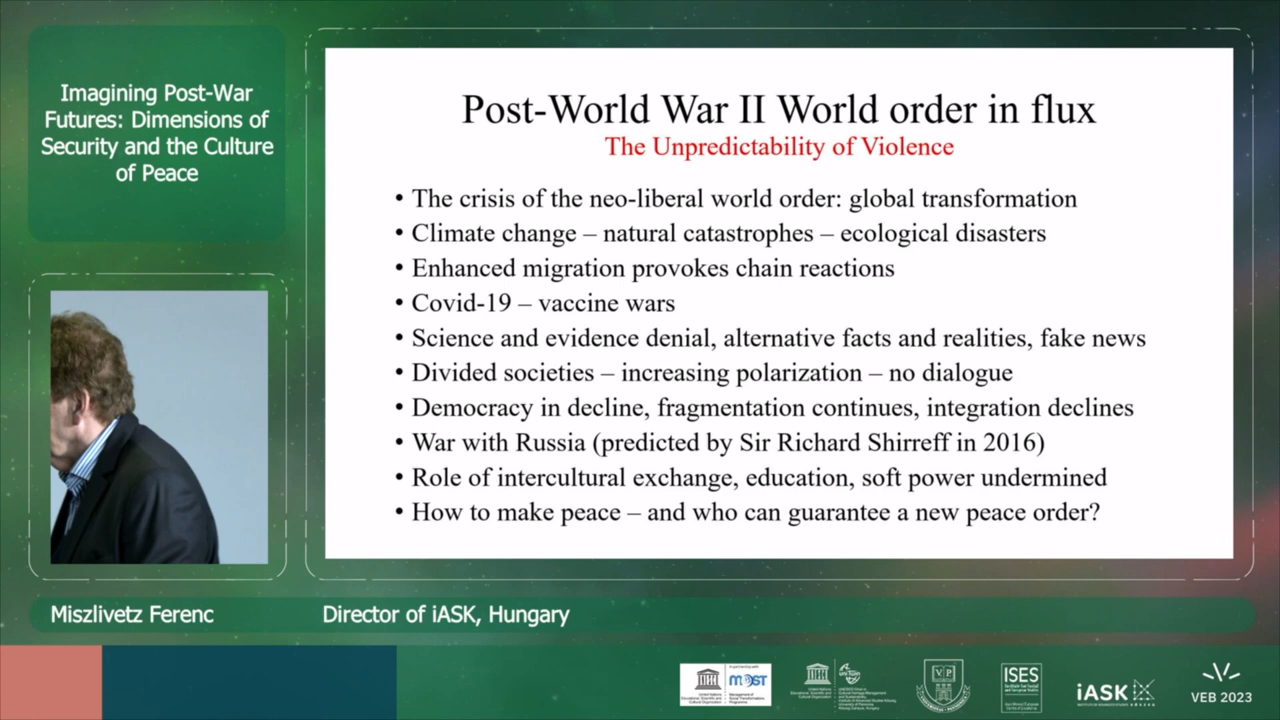 Imagining Post-War
Futures: Dimensions of
Security and the Culture
of Peace
Post-World War II World order in flux
The Unpredictability of Violence
• The crisis of the neo-liberal world order: global transformation
• Climate change – natural catastrophes – ecological disasters
• Enhanced migration provokes chain reactions
• Covid-19 – vaccine wars
• Science and evidence denial, alternative facts and realities, fake news
• Divided societies – increasing polarization – no dialogue
• Democracy in decline, fragmentation continues, integration declines
• War with Russia (predicted by Sir Richard Shirreff in 2016)
• Role of intercultural exchange, education, soft power undermined
• How to make peace – and who can guarantee a new peace order?
Miszlivetz Ferenc
Director of iASK, Hungary
In partnership with
MOST
VP
ISES
iASK
VEB 2023